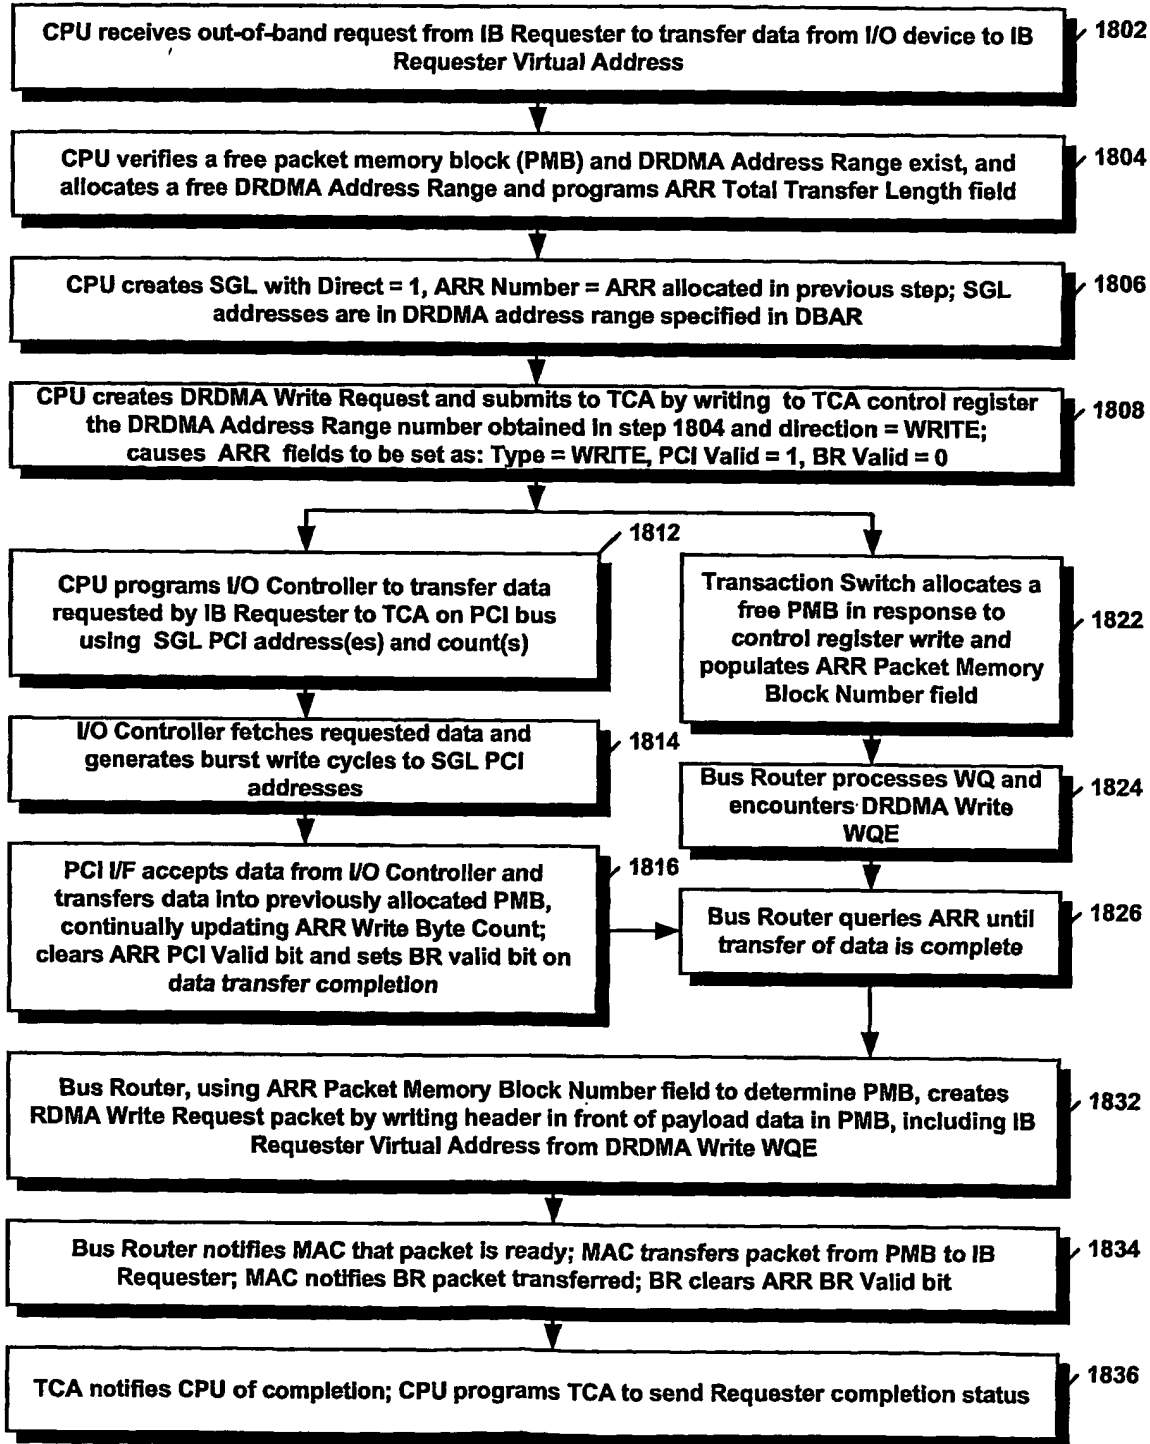 CPU receives out-of-band request from IB Requester to transfer data from I/O device to IB
Requester Virtual Address
1802
CPU verifies a free packet memory block (PMB) and DRDMA Address Range exist, and
allocates a free DRDMA Address Range and programs ARR Total Transfer Length field
1804
CPU creates SGL with Direct = 1, ARR Number = ARR allocated in previous step; SGL
addresses are in DRDMA address range specified in DBAR
1806
CPU creates DRDMA Write Request and submits to TCA by writing to TCA control register
the DRDMA Address Range number obtained in step 1804 and direction = WRITE;
causes ARR fields to be set as: Type = WRITE, PCI Valid = 1, BR Valid = 0
1808
1812
CPU programs I/O Controller to transfer data
requested by IB Requester to TCA on PCI bus
using SGL PCI address(es) and count(s)
Transaction Switch allocates a
free PMB in response to
control register write and
populates ARR Packet Memory
Block Number field
1822
I/O Controller fetches requested data and
generates burst write cycles to SGL PCI
addresses
1814
Bus Router processes WQ and
encounters DRDMA Write
WQE
1824
PCI I/F accepts data from I/O Controller and
transfers data into previously allocated PMB,
continually updating ARR Write Byte Count;
clears ARR PCI Valid bit and sets BR valid bit on
data transfer completion
1816
Bus Router queries ARR until
transfer of data is complete
1826
Bus Router, using ARR Packet Memory Block Number field to determine PMB, creates
RDMA Write Request packet by writing header in front of payload data in PMB, including IB
Requester Virtual Address from DRDMA Write WQE
1832
Bus Router notifies MAC that packet is ready; MAC transfers packet from PMB to IB
Requester; MAC notifies BR packet transferred; BR clears ARR BR Valid bit
1834
TCA notifies CPU of completion; CPU programs TCA to send Requester completion status
1836